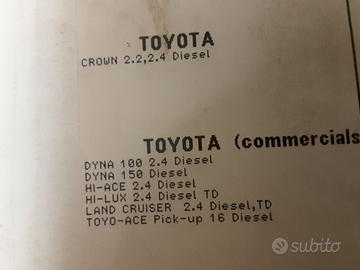 TOYOTA
CROWN 2.2,2.4 Diesel
TOYOTA (commercials
DYNA 100 2.4 Diesel
DYNA 150 Diesel
HI-ACE 2.4 Diesel
HI-LUX 2.4 Diesel TD
LAND CRUISER 2.4 Diesel,TD
TOYO-ACE Pick-up 16 Diesel
subito